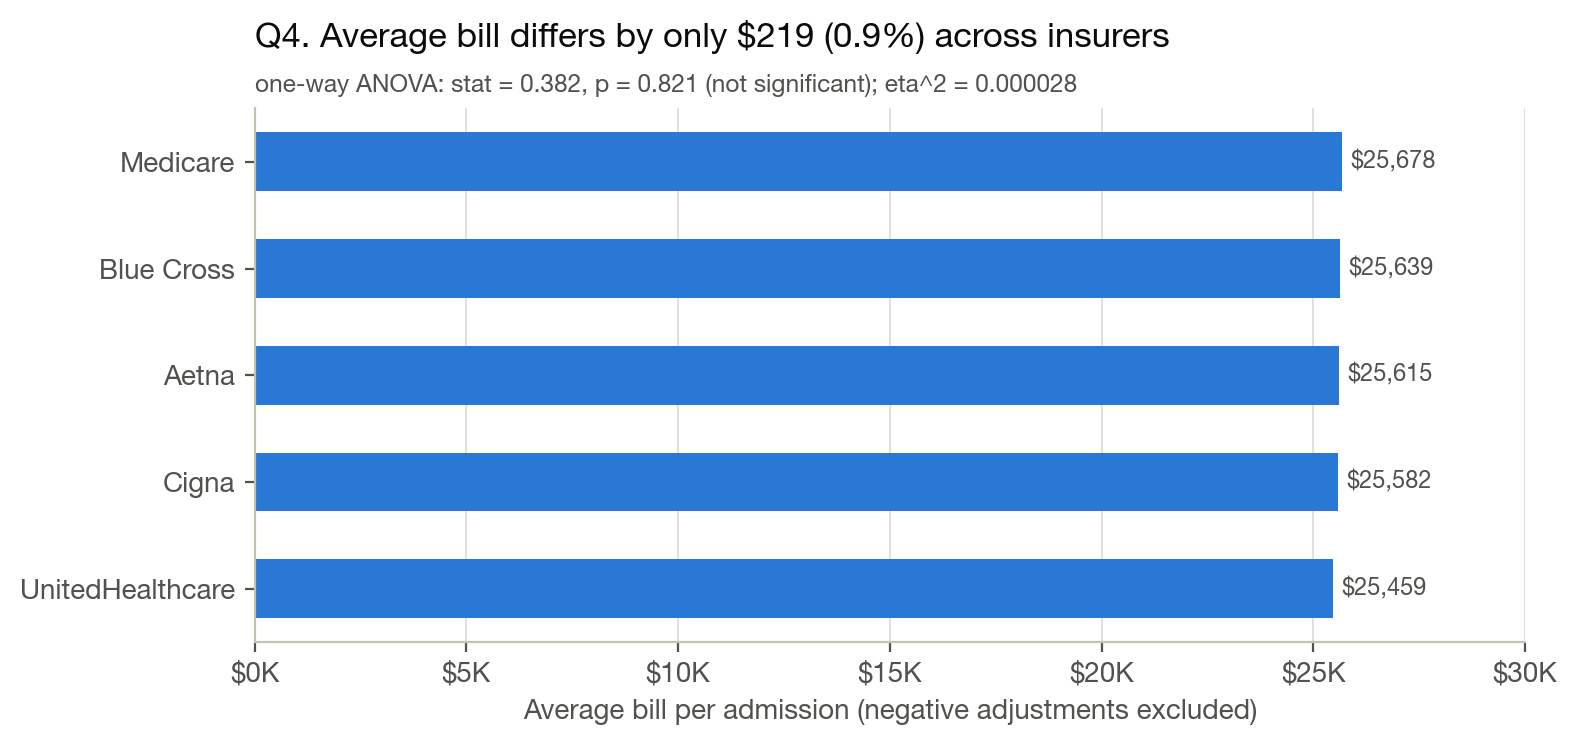 Q4. Average bill differs by only $219 (0.9%) across insurers
one-way ANOVA: stat = 0.382, p = 0.821 (not significant); eta^2 = 0.000028
Medicare $25,678
Blue Cross $25,639
Aetna $25,615
Cigna $25,582
UnitedHealthcare $25,459
$0K $5K $10K $15K $20K $25K $30K
Average bill per admission (negative adjustments excluded)